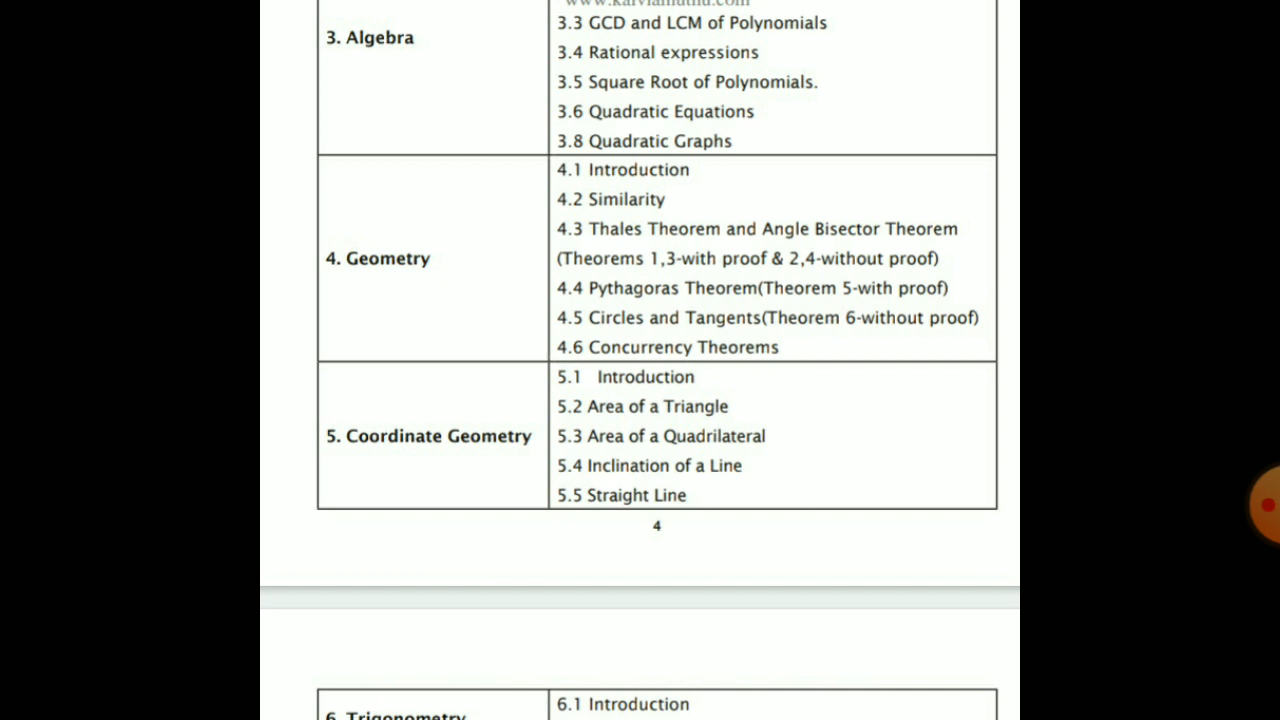 www.kalviamuthu.com
3. Algebra
3.3 GCD and LCM of Polynomials
3.4 Rational expressions
3.5 Square Root of Polynomials.
3.6 Quadratic Equations
3.8 Quadratic Graphs
4. Geometry
4.1 Introduction
4.2 Similarity
4.3 Thales Theorem and Angle Bisector Theorem
(Theorems 1,3-with proof & 2,4-without proof)
4.4 Pythagoras Theorem(Theorem 5-with proof)
4.5 Circles and Tangents(Theorem 6-without proof)
4.6 Concurrency Theorems
5. Coordinate Geometry
5.1 Introduction
5.2 Area of a Triangle
5.3 Area of a Quadrilateral
5.4 Inclination of a Line
5.5 Straight Line
4
6. Trigonometry
6.1 Introduction